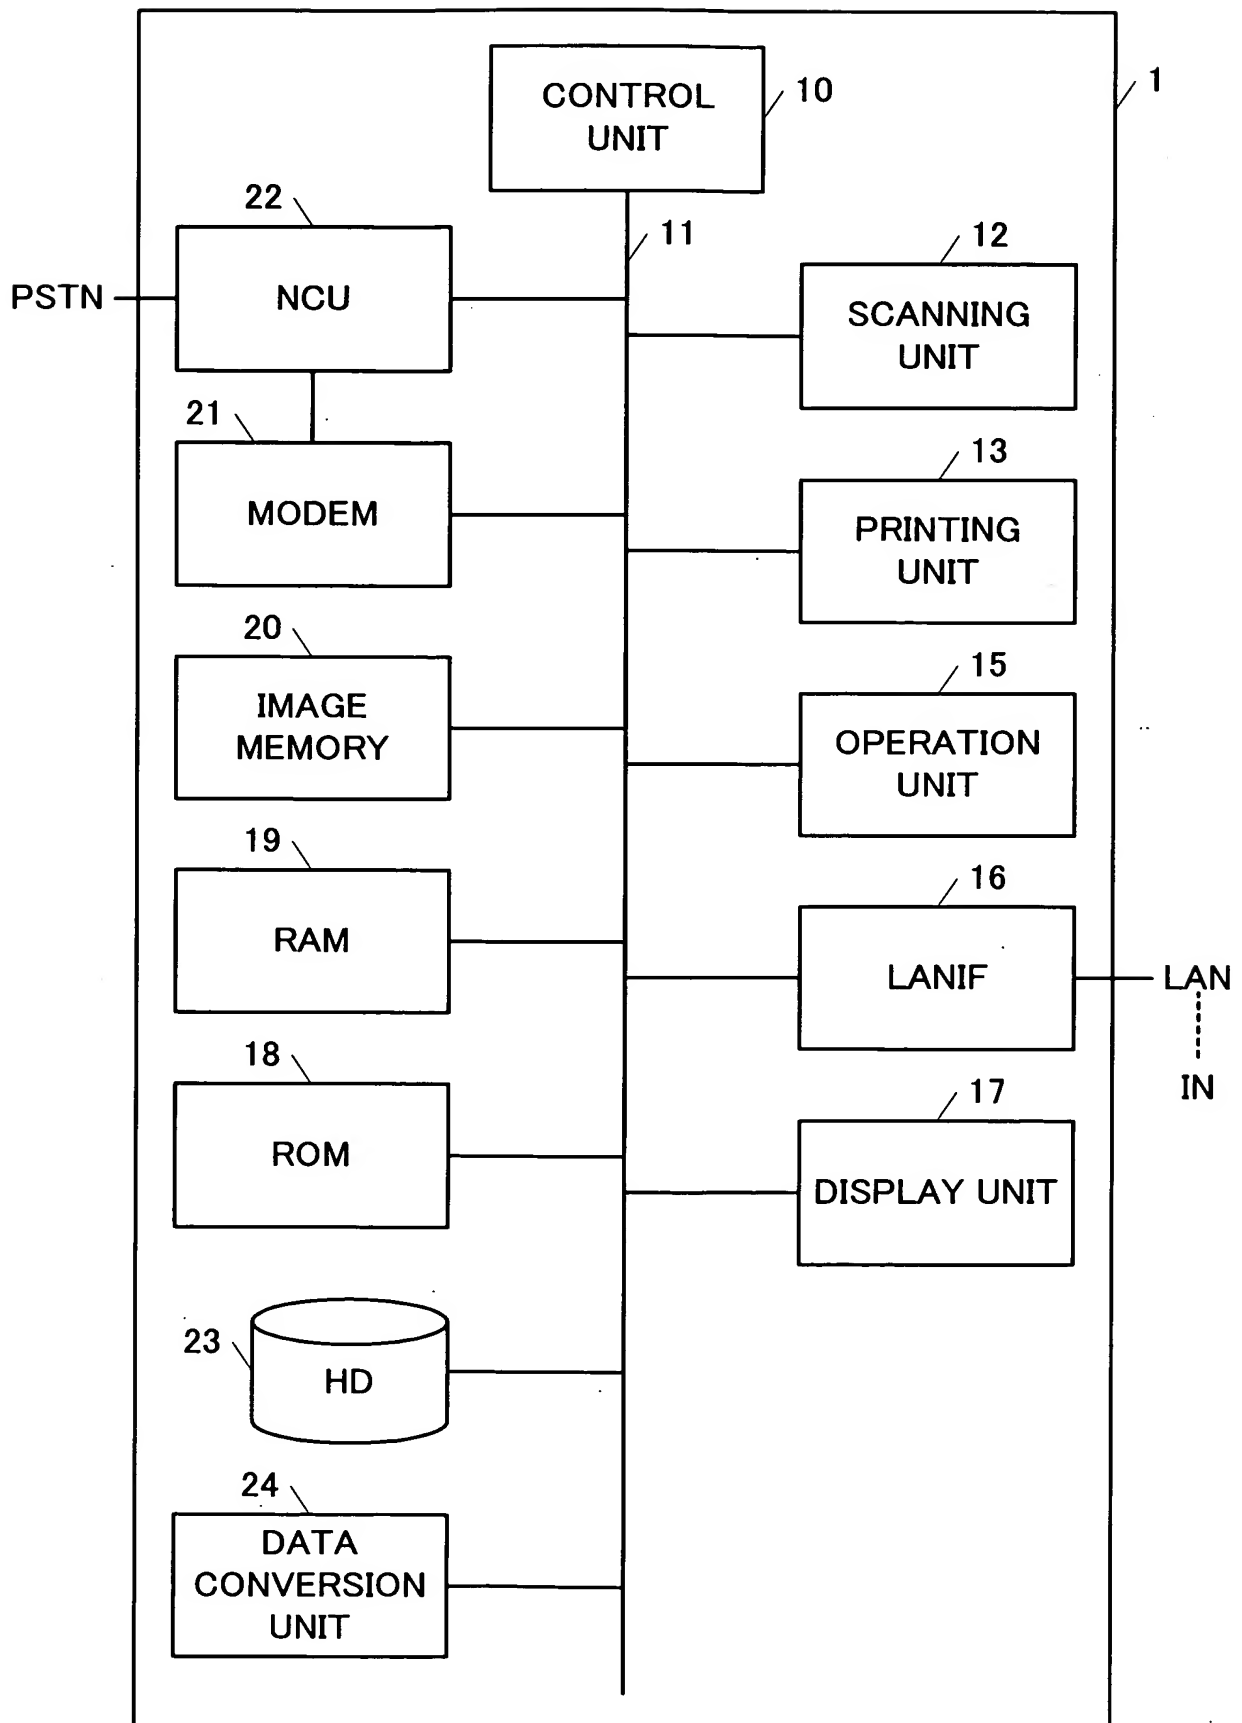 CONTROL
UNIT
10
1
22
11
12
PSTN
NCU
SCANNING
UNIT
21
13
MODEM
PRINTING
UNIT
20
15
IMAGE
MEMORY
OPERATION
UNIT
19
16
RAM
LANIF
LAN
18
IN
17
ROM
DISPLAY UNIT
23
HD
24
DATA
CONVERSION
UNIT